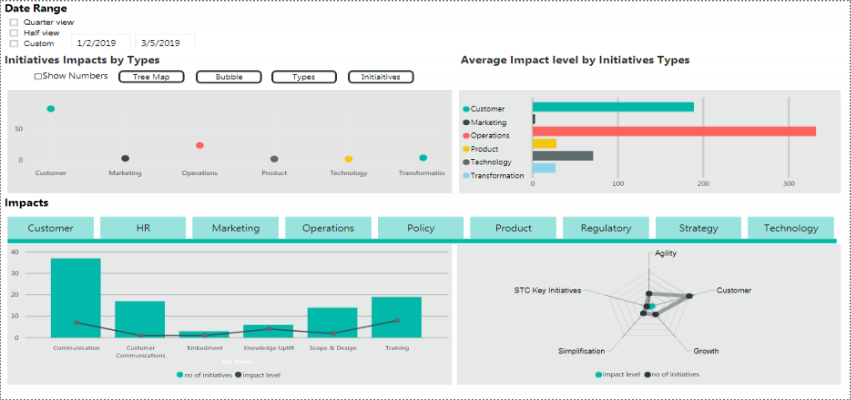 Date Range
Quarter view
Half view
Custom 1/2/2019 3/5/2019
Initiatives Impacts by Types
Show Numbers Tree Map Bubble Types Initiaitives
50
0
Customer Marketing Operations Product Technology Transformatio
Average Impact level by Initiatives Types
Customer
Marketing
Operations
Product
Technology
Transformation
0 100 200 300
Impacts
Customer HR Marketing Operations Policy Product Regulatory Strategy Technology
40
30
20
10
0
Communication Customer Communications Embedment Knowledge Uplift Scope & Design Training
no of initiatives impact level
Agility
STC Key Initiatives Customer
Simplification Growth
impact level no of initiatives